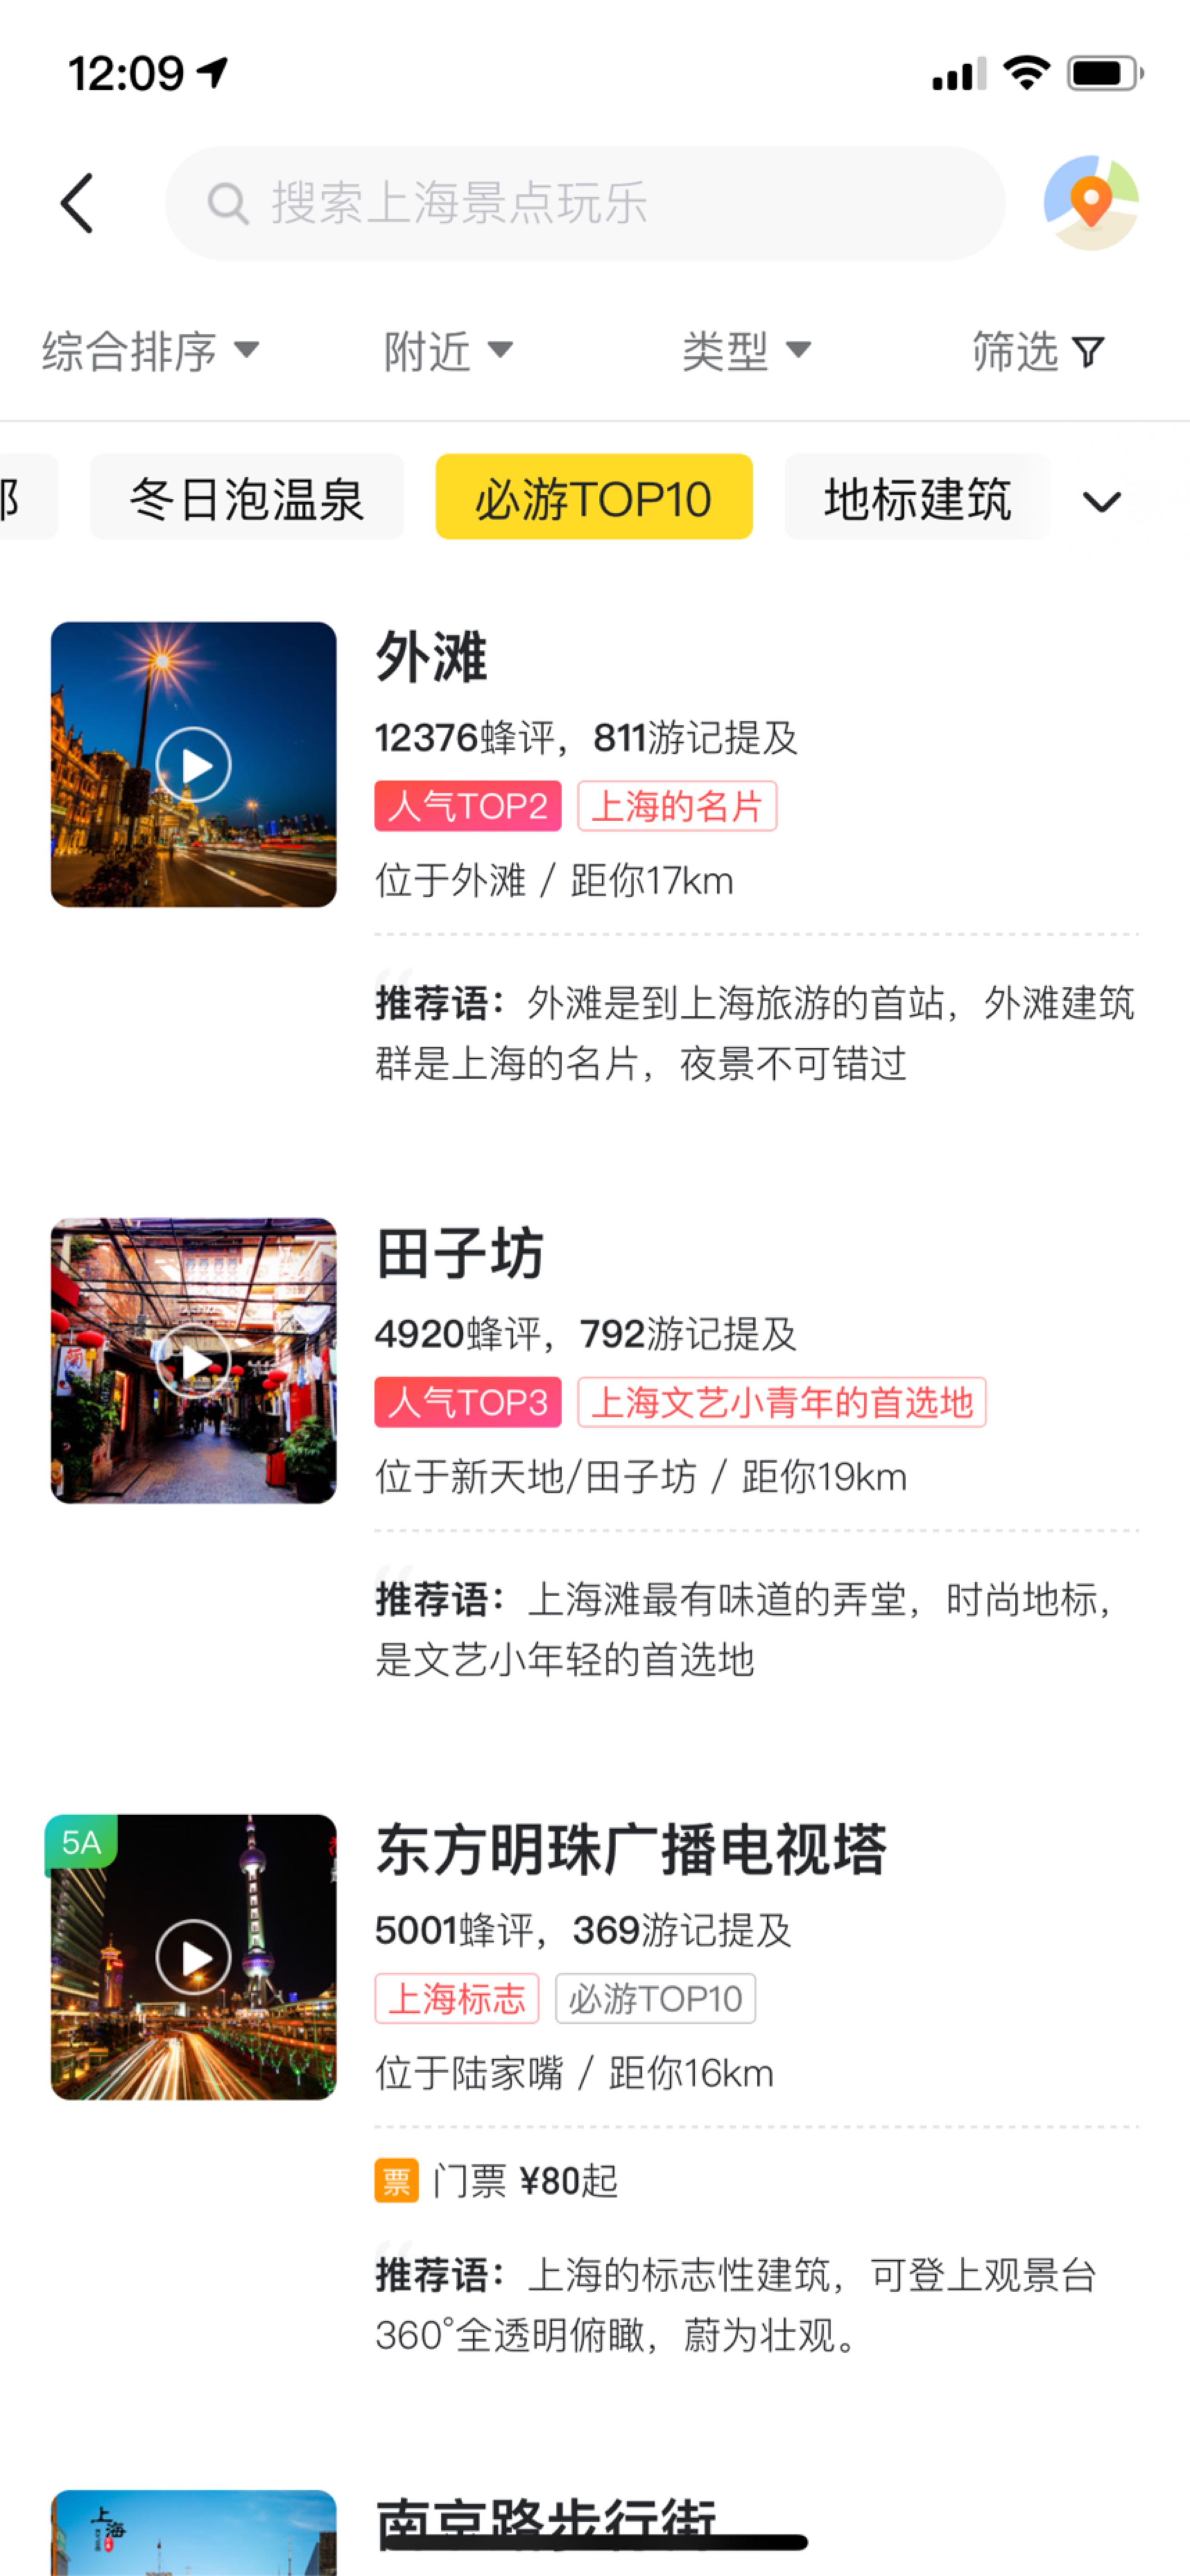 12:09
搜索上海景点玩乐
综合排序 附近 类型 筛选
冬日泡温泉 必游TOP10 地标建筑
外滩
12376蜂评，811游记提及
人气TOP2 上海的名片
位于外滩 / 距你17km
推荐语：外滩是到上海旅游的首站，外滩建筑
群是上海的名片，夜景不可错过
田子坊
4920蜂评，792游记提及
人气TOP3 上海文艺小青年的首选地
位于新天地/田子坊 / 距你19km
推荐语：上海滩最有味道的弄堂，时尚地标，
是文艺小年轻的首选地
5A
东方明珠广播电视塔
5001蜂评，369游记提及
上海标志 必游TOP10
位于陆家嘴 / 距你16km
票 门票 ¥80起
推荐语：上海的标志性建筑，可登上观景台
360°全透明俯瞰，蔚为壮观。
上海
南京路步行街